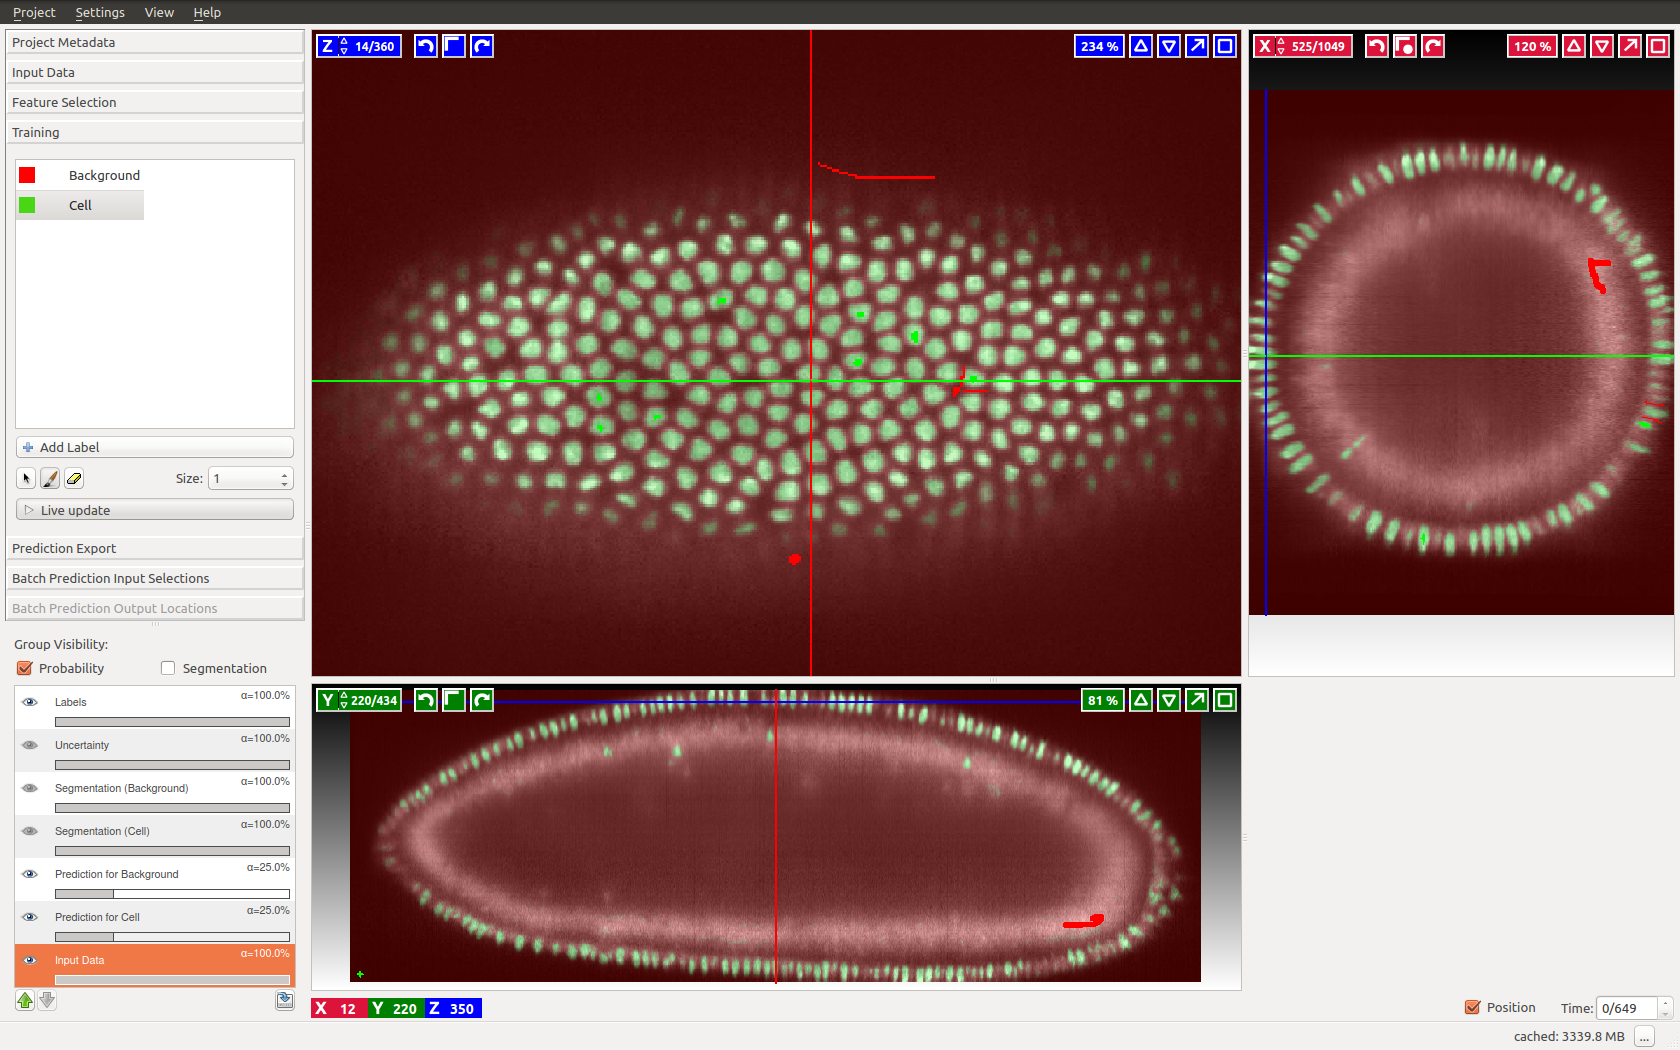 Project Settings View Help
Project Metadata
Input Data
Feature Selection
Training
Background
Cell
Add Label
Size: 1
Live update
Prediction Export
Batch Prediction Input Selections
Batch Prediction Output Locations
Group Visibility:
Probability Segmentation
Labels α=100.0%
Uncertainty α=100.0%
Segmentation (Background) α=100.0%
Segmentation (Cell) α=100.0%
Prediction for Background α=25.0%
Prediction for Cell α=25.0%
Input Data α=100.0%
Z 14/360 234 %
X 525/1049 120 %
Y 220/434 81 %
X 12 Y 220 Z 350
Position Time: 0/649
cached: 3339.8 MB ...